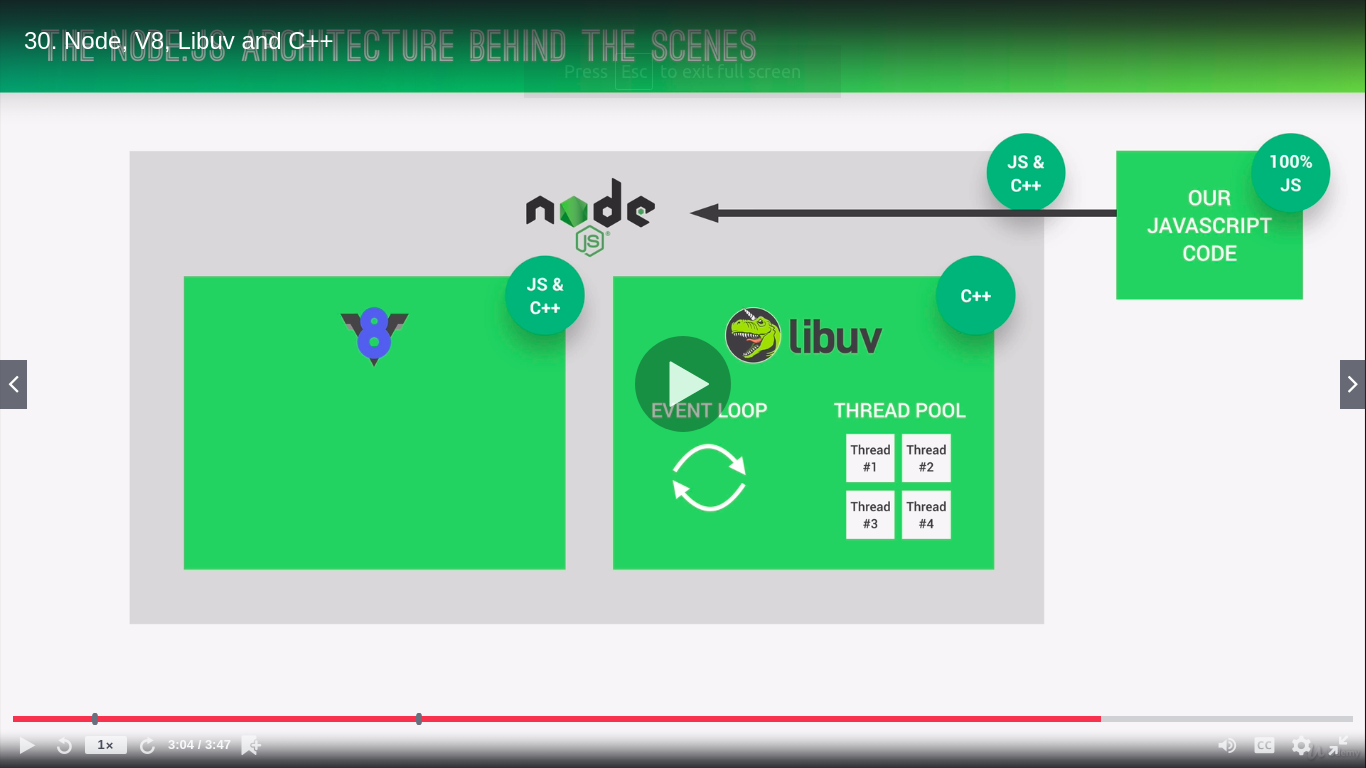 30. Node, V8, Libuv and C++
THE NODE.JS ARCHITECTURE BEHIND THE SCENES
Press Esc to exit full screen
JS &
C++
100%
JS
OUR
JAVASCRIPT
CODE
node
JS
JS &
C++
V8
C++
libuv
EVENT LOOP
THREAD POOL
Thread
#1
Thread
#2
Thread
#3
Thread
#4
1×
3:04 / 3:47
CC